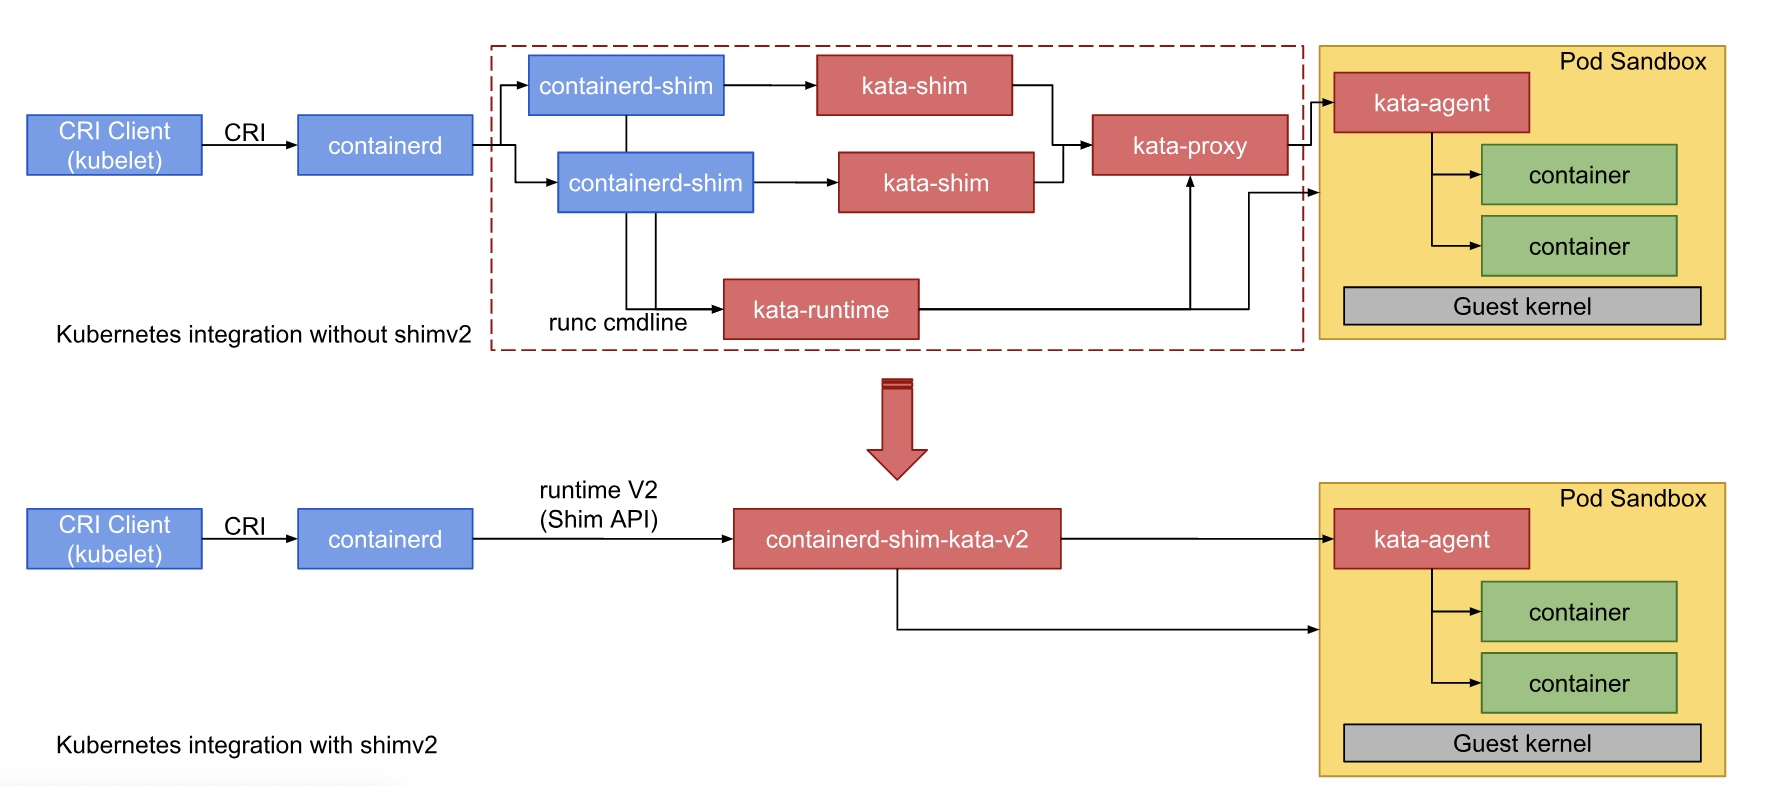 Pod Sandbox
containerd-shim
kata-shim
kata-agent
CRI Client
(kubelet)
CRI
containerd
kata-proxy
containerd-shim
kata-shim
container
container
kata-runtime
runc cmdline
Guest kernel
Kubernetes integration without shimv2
runtime V2
(Shim API)
Pod Sandbox
CRI Client
(kubelet)
CRI
containerd
containerd-shim-kata-v2
kata-agent
container
container
Guest kernel
Kubernetes integration with shimv2